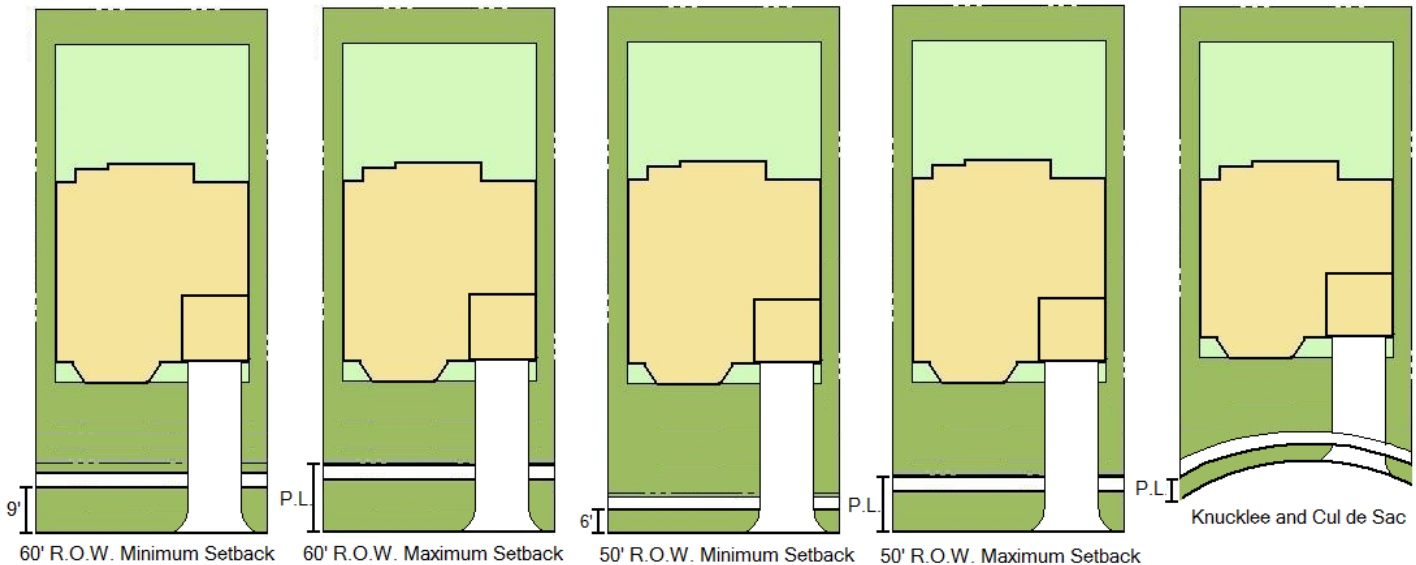 9'
P.L.
6'
P.L.
P.L.
Knucklee and Cul de Sac
60' R.O.W. Minimum Setback
60' R.O.W. Maximum Setback
50' R.O.W. Minimum Setback
50' R.O.W. Maximum Setback